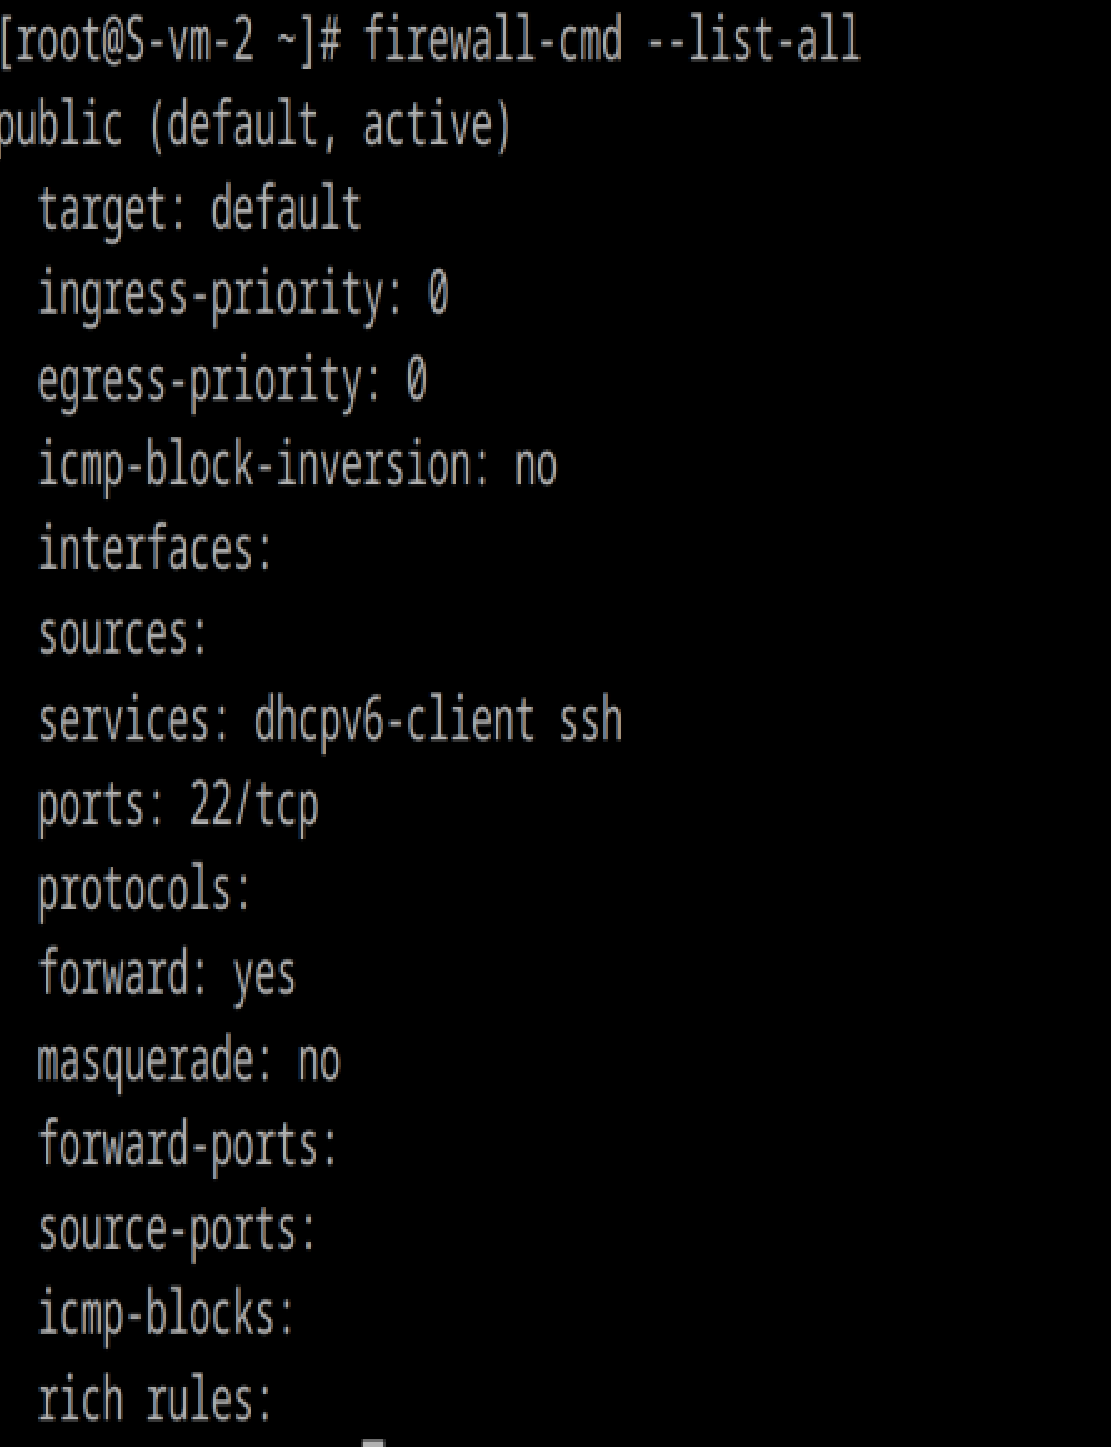 [root@S-vm-2 ~]# firewall-cmd --list-all
public (default, active)
  target: default
  ingress-priority: 0
  egress-priority: 0
  icmp-block-inversion: no
  interfaces:
  sources:
  services: dhcpv6-client ssh
  ports: 22/tcp
  protocols:
  forward: yes
  masquerade: no
  forward-ports:
  source-ports:
  icmp-blocks:
  rich rules: